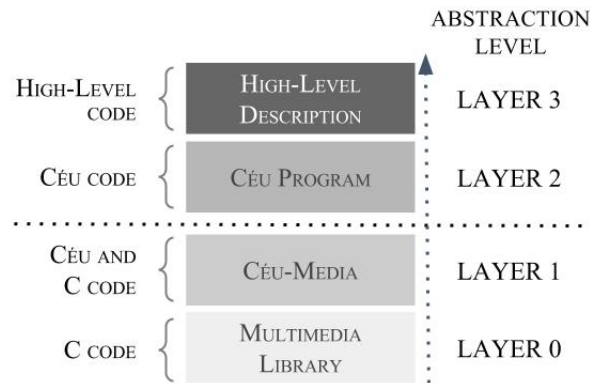 ABSTRACTION
LEVEL
HIGH-LEVEL
CODE
HIGH-LEVEL
DESCRIPTION
LAYER 3
CÉU CODE
CÉU PROGRAM
LAYER 2
CÉU AND
C CODE
CÉU-MEDIA
LAYER 1
C CODE
MULTIMEDIA
LIBRARY
LAYER 0